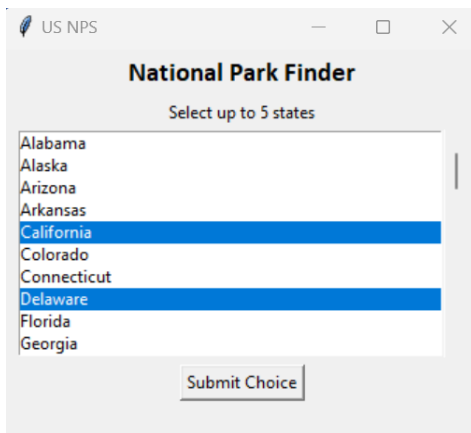 US NPS
National Park Finder
Select up to 5 states
Alabama
Alaska
Arizona
Arkansas
California
Colorado
Connecticut
Delaware
Florida
Georgia
Submit Choice